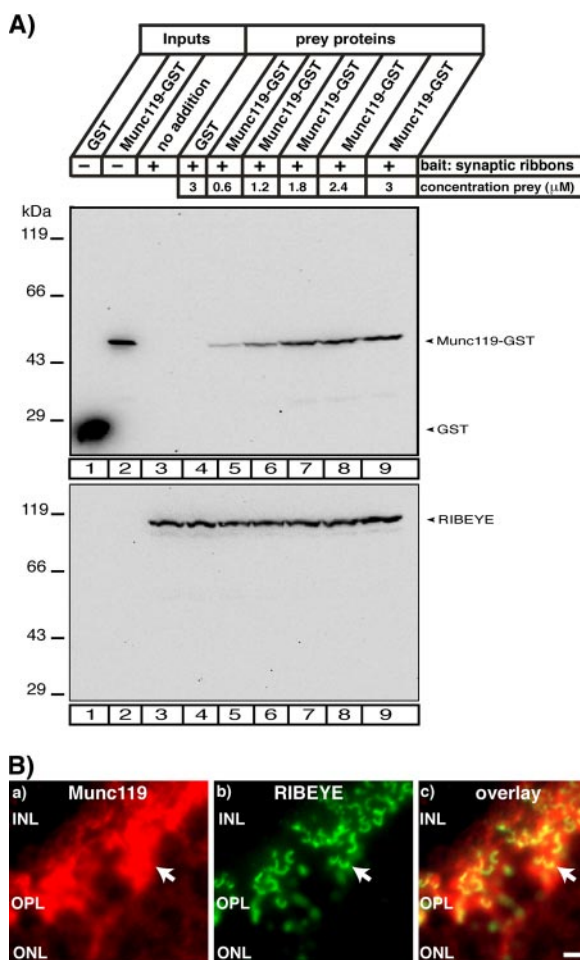 A)
Inputs prey proteins
GST Munc119-GST no addition GST Munc119-GST Munc119-GST Munc119-GST Munc119-GST Munc119-GST
− − + + + + + + + bait: synaptic ribbons
3 0.6 1.2 1.8 2.4 3 concentration prey (μM)
kDa
119
66
43 Munc119-GST
29 GST
1 2 3 4 5 6 7 8 9
119 RIBEYE
66
43
29
1 2 3 4 5 6 7 8 9
B)
a) Munc119 b) RIBEYE c) overlay
INL INL INL
OPL OPL OPL
ONL ONL ONL